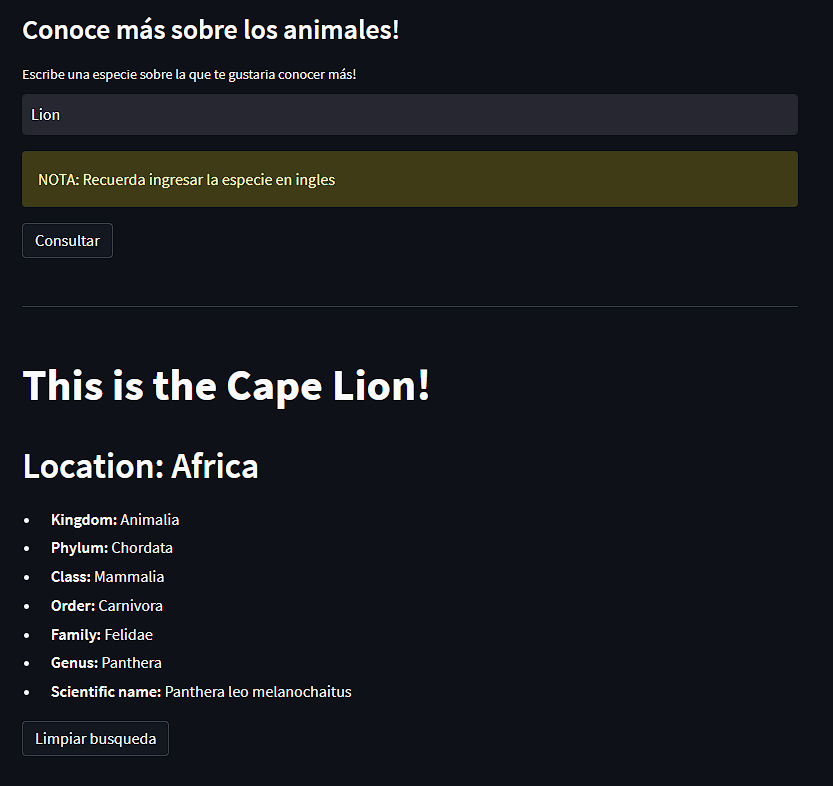 Conoce más sobre los animales!
Escribe una especie sobre la que te gustaria conocer más!
Lion
NOTA: Recuerda ingresar la especie en ingles
Consultar
This is the Cape Lion!
Location: Africa
• Kingdom: Animalia
• Phylum: Chordata
• Class: Mammalia
• Order: Carnivora
• Family: Felidae
• Genus: Panthera
• Scientific name: Panthera leo melanochaitus
Limpiar busqueda